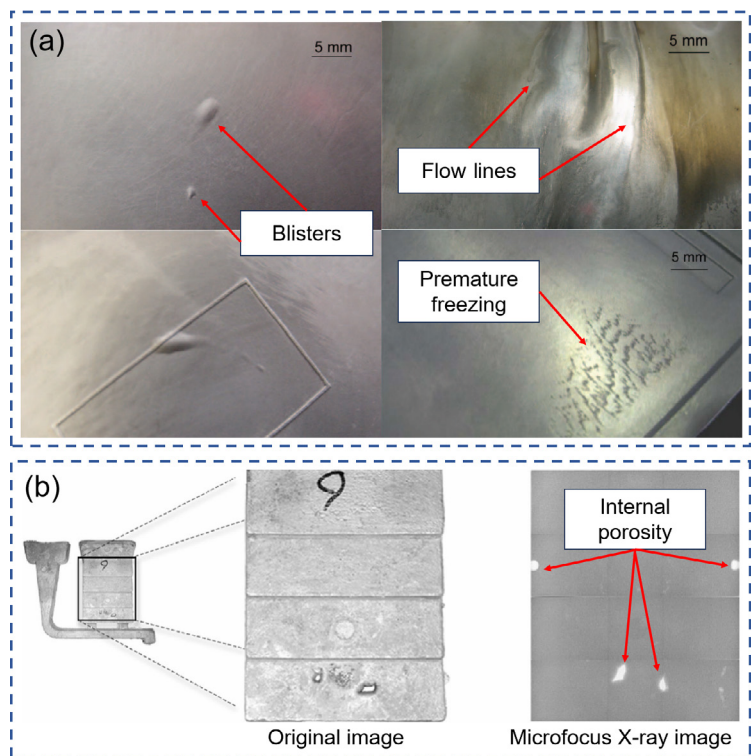 (a)
5 mm
5 mm
Flow lines
Blisters
Premature
freezing
5 mm
(b)
9
9
Internal
porosity
Original image
Microfocus X-ray image